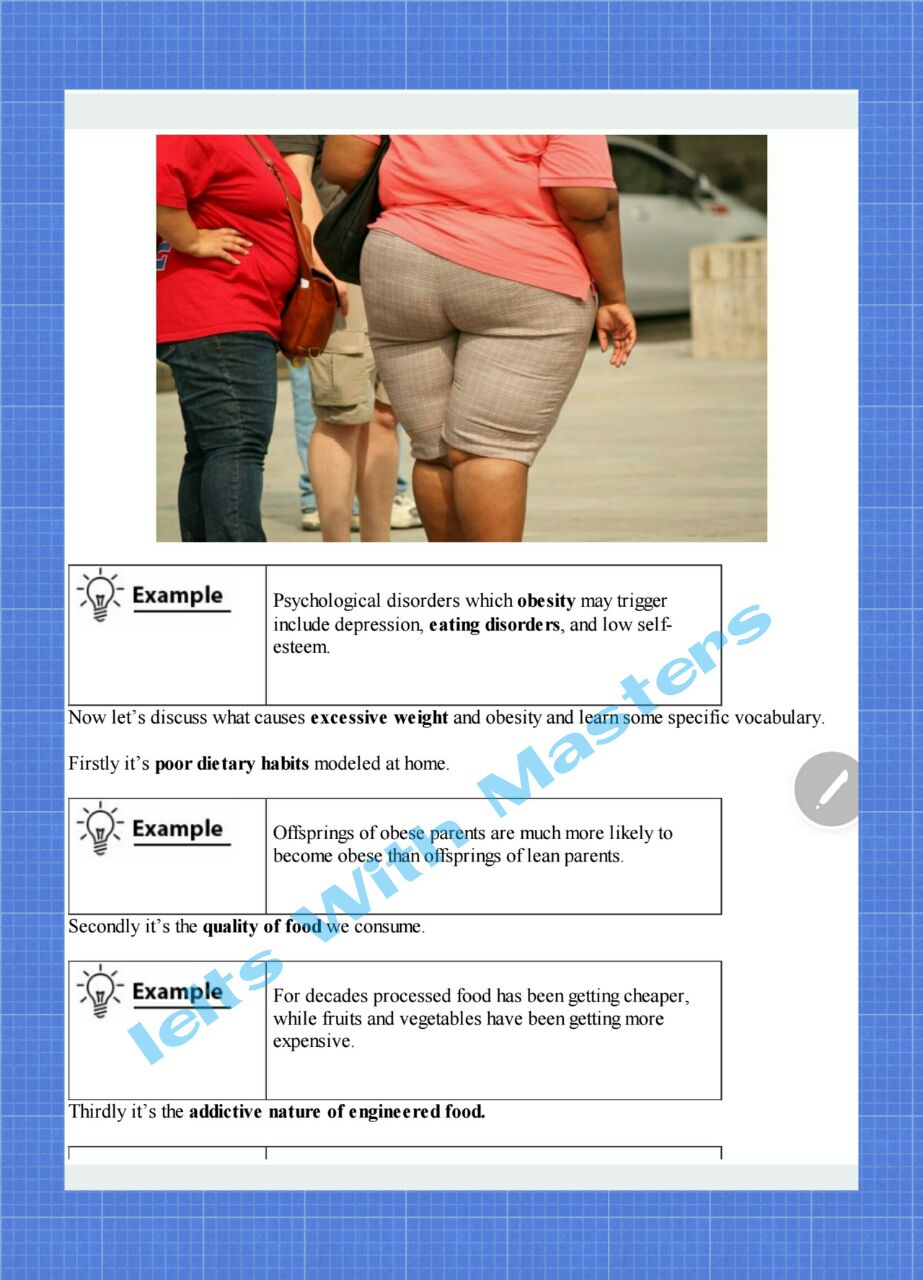 Example
Psychological disorders which obesity may trigger
include depression, eating disorders, and low self-
esteem.
Now let's discuss what causes excessive weight and obesity and learn some specific vocabulary.
Firstly it's poor dietary habits modeled at home.
Example
Offsprings of obese parents are much more likely to
become obese than offsprings of lean parents.
Secondly it's the quality of food we consume.
Example
For decades processed food has been getting cheaper,
while fruits and vegetables have been getting more
expensive.
Thirdly it's the addictive nature of engineered food.
Ielts With Masters